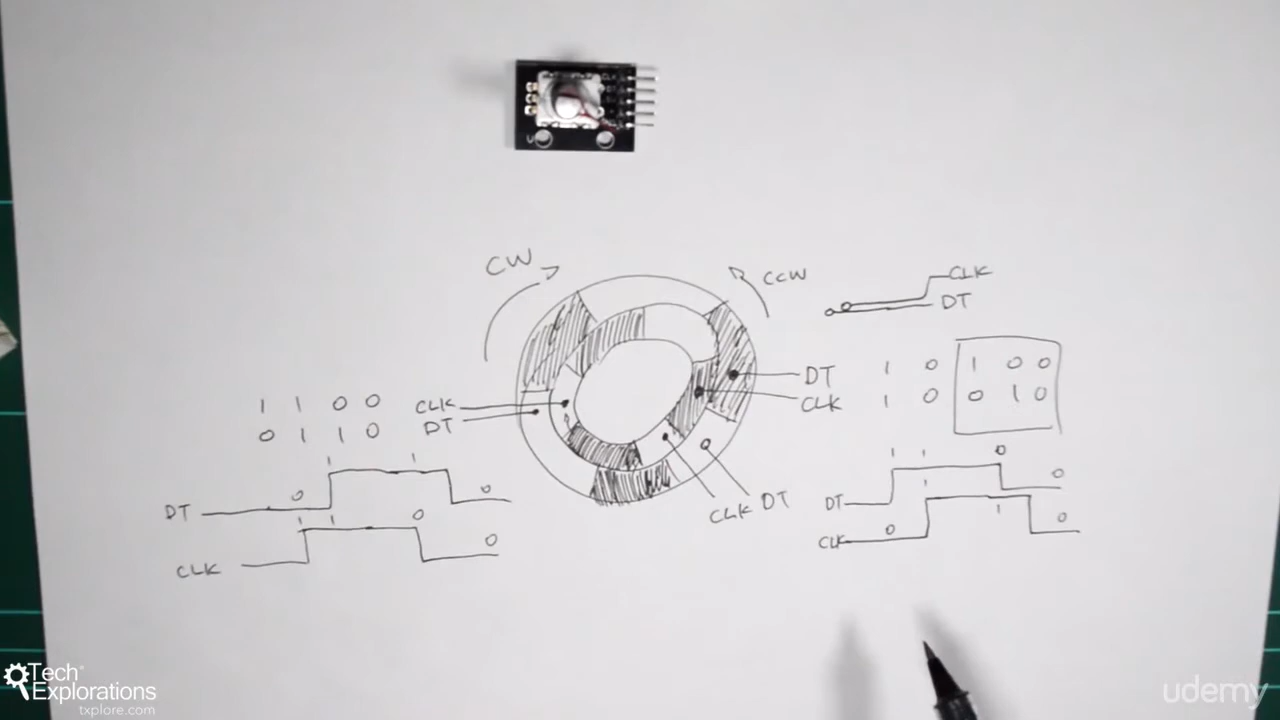 CW
CCW
CLK
DT
DT
CLK
1 0 1 0 0
1 0 0 1 0
CLK
DT
1 1 0 0
0 1 1 0
CLK DT
DT 0 1 1 0
CLK 1 1 0 0
DT 1 1 0 0
CLK 0 1 1 0
Tech
Explorations
txplore.com
udemy